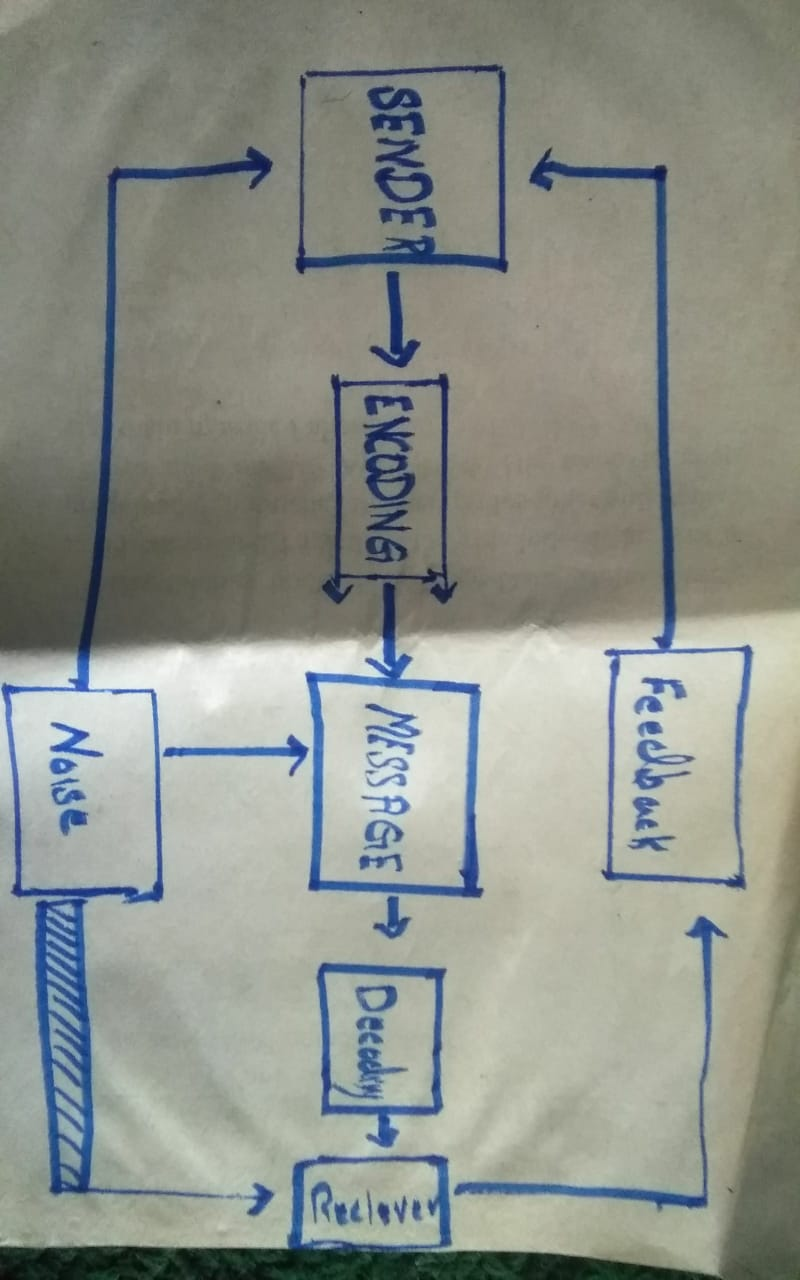 Feedback
SENDER
ENCODING
MESSAGE
Decoding
Reciever
Noise